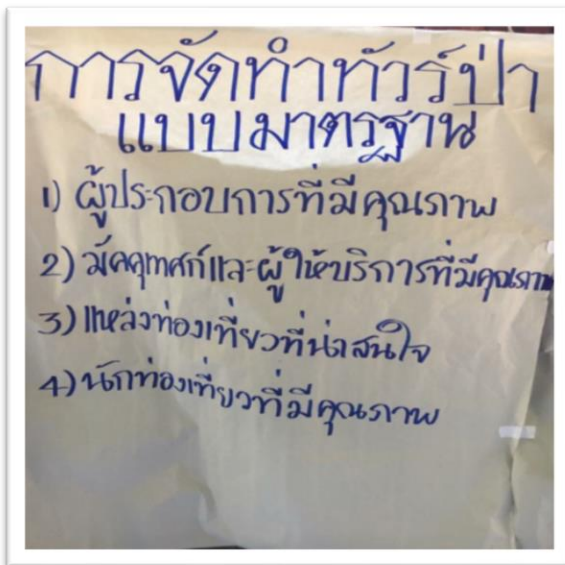 การจัดทำทัวร์ป่า
แบบมาตรฐาน
1) ผู้ประกอบการที่มีคุณภาพ
2) มัคคุเทศก์และผู้ให้บริการที่มีคุณภาพ
3) แหล่งท่องเที่ยวที่น่าสนใจ
4) นักท่องเที่ยวที่มีคุณภาพ